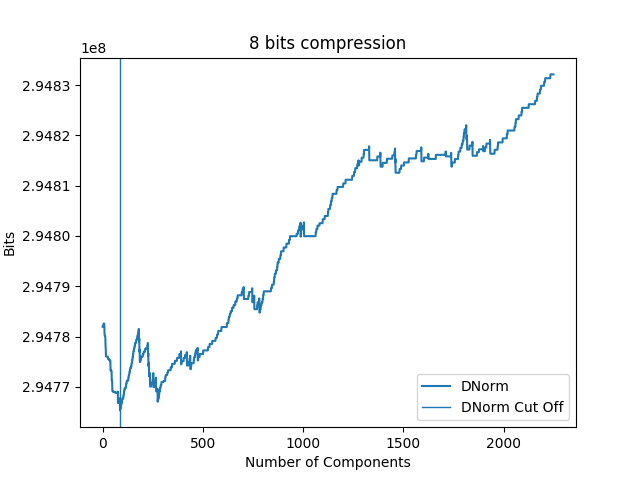 8 bits compression
1e8
2.9483
2.9482
2.9481
2.9480
2.9479
2.9478
2.9477
Bits
0 500 1000 1500 2000
Number of Components
DNorm
DNorm Cut Off